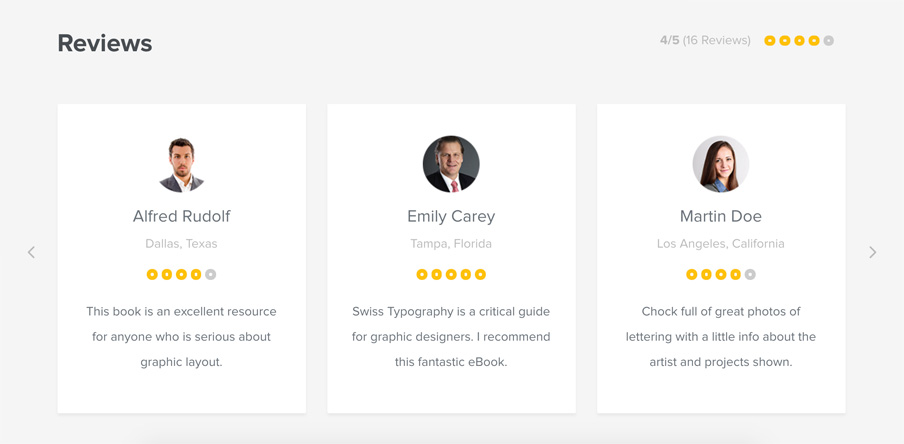 Reviews
4/5 (16 Reviews)
Alfred Rudolf
Dallas, Texas
This book is an excellent resource
for anyone who is serious about
graphic layout.
Emily Carey
Tampa, Florida
Swiss Typography is a critical guide
for graphic designers. I recommend
this fantastic eBook.
Martin Doe
Los Angeles, California
Chock full of great photos of
lettering with a little info about the
artist and projects shown.